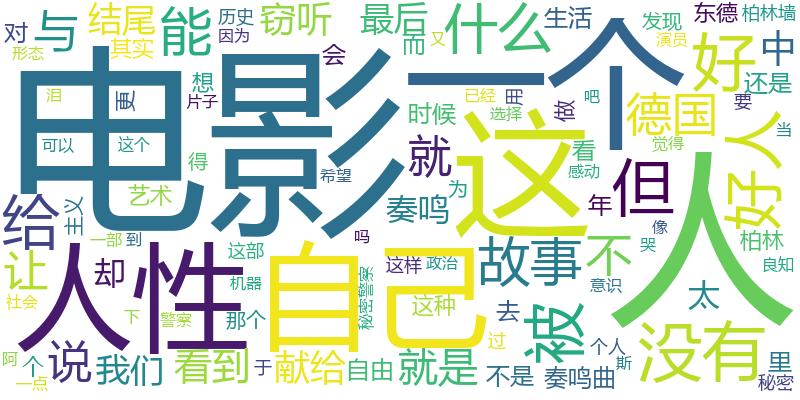 对
与
结尾
能
历史
窃听
最后
什么
生活
发现
东德
柏林墙
形态
其实
因为
而
又
演员
好
中
想
会
片子
还是
电影
一个
泪
更
时候
用
做
吧
德国
要
当
已经
选择
这
可以
这个
得
就
看
觉得
好人
希望
感动
但
人
给
主义
艺术
奏鸣
为
年
像
一部
到
吗
哭
柏林
让
人性
自己
故事
不
良知
却
这部
这样
政治
意识
社会
机器
秘密警察
这种
去
被
太
下
警察
那个
过
没有
阿
个
说
我们
看到
于
献给
自由
就是
不是
奏鸣曲
个人
斯
里
一点
秘密